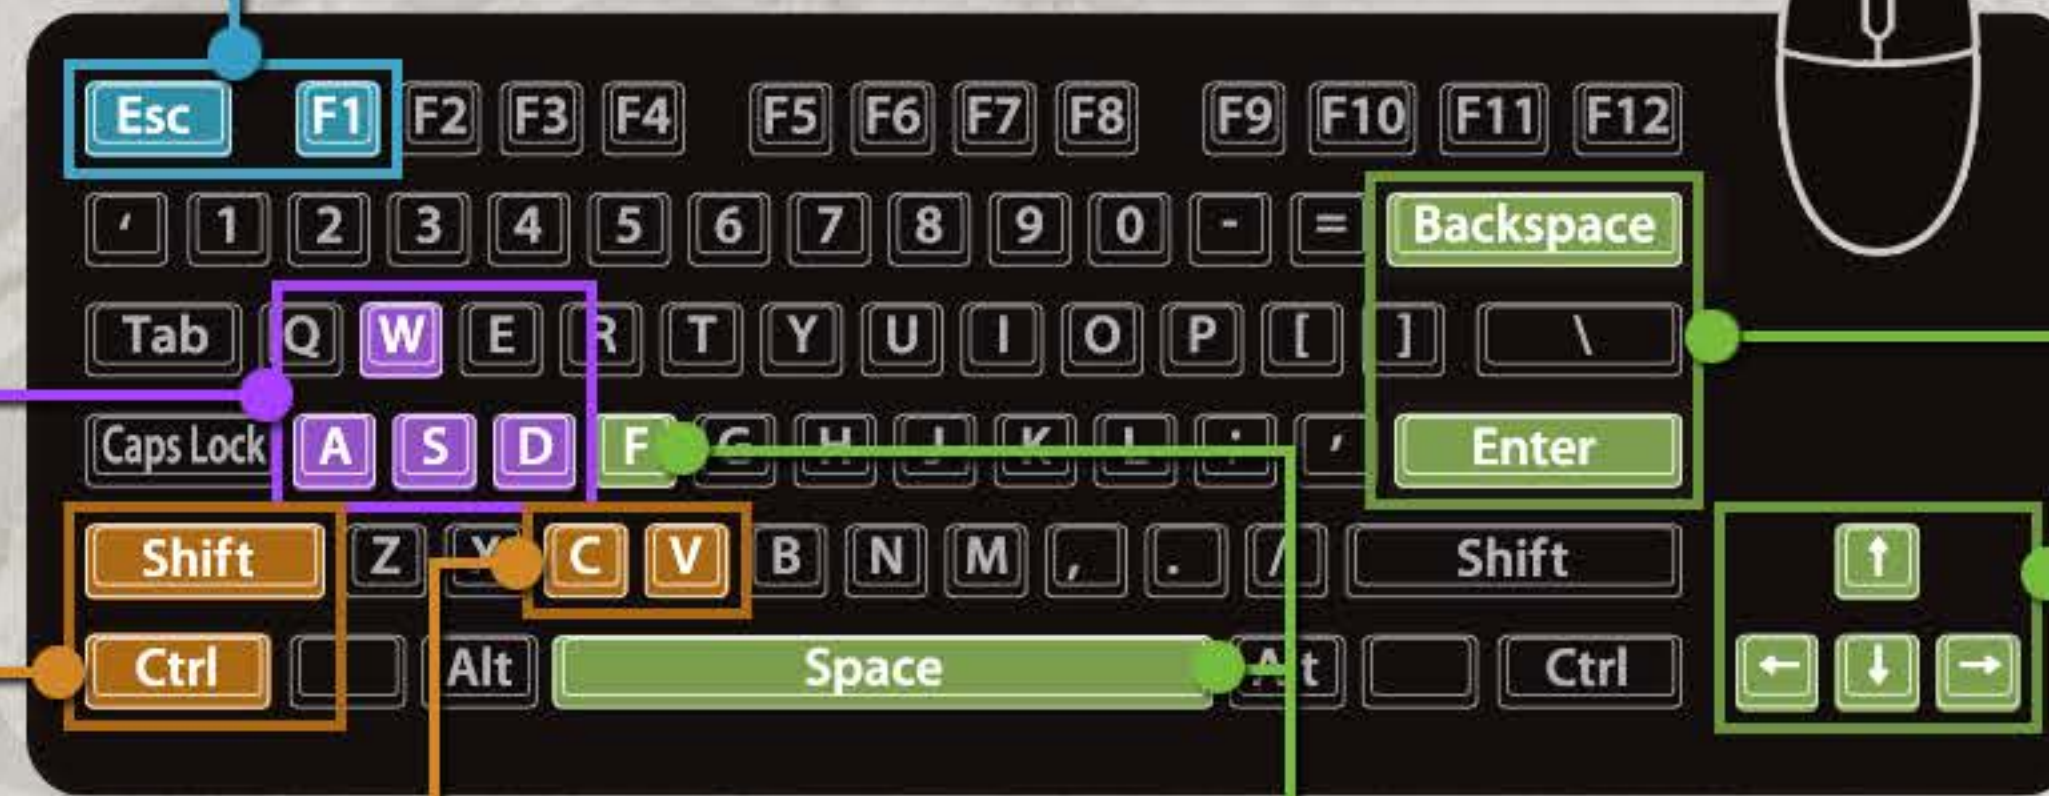 Esc F1 F2 F3 F4 F5 F6 F7 F8 F9 F10 F11 F12
′ 1 2 3 4 5 6 7 8 9 0 - = Backspace
Tab Q W E R T Y U I O P [ ] \
Caps Lock A S D F G H J K L ; ′ Enter
Shift Z X C V B N M , . / Shift ↑
Ctrl Alt Space Alt Ctrl ← ↓ →